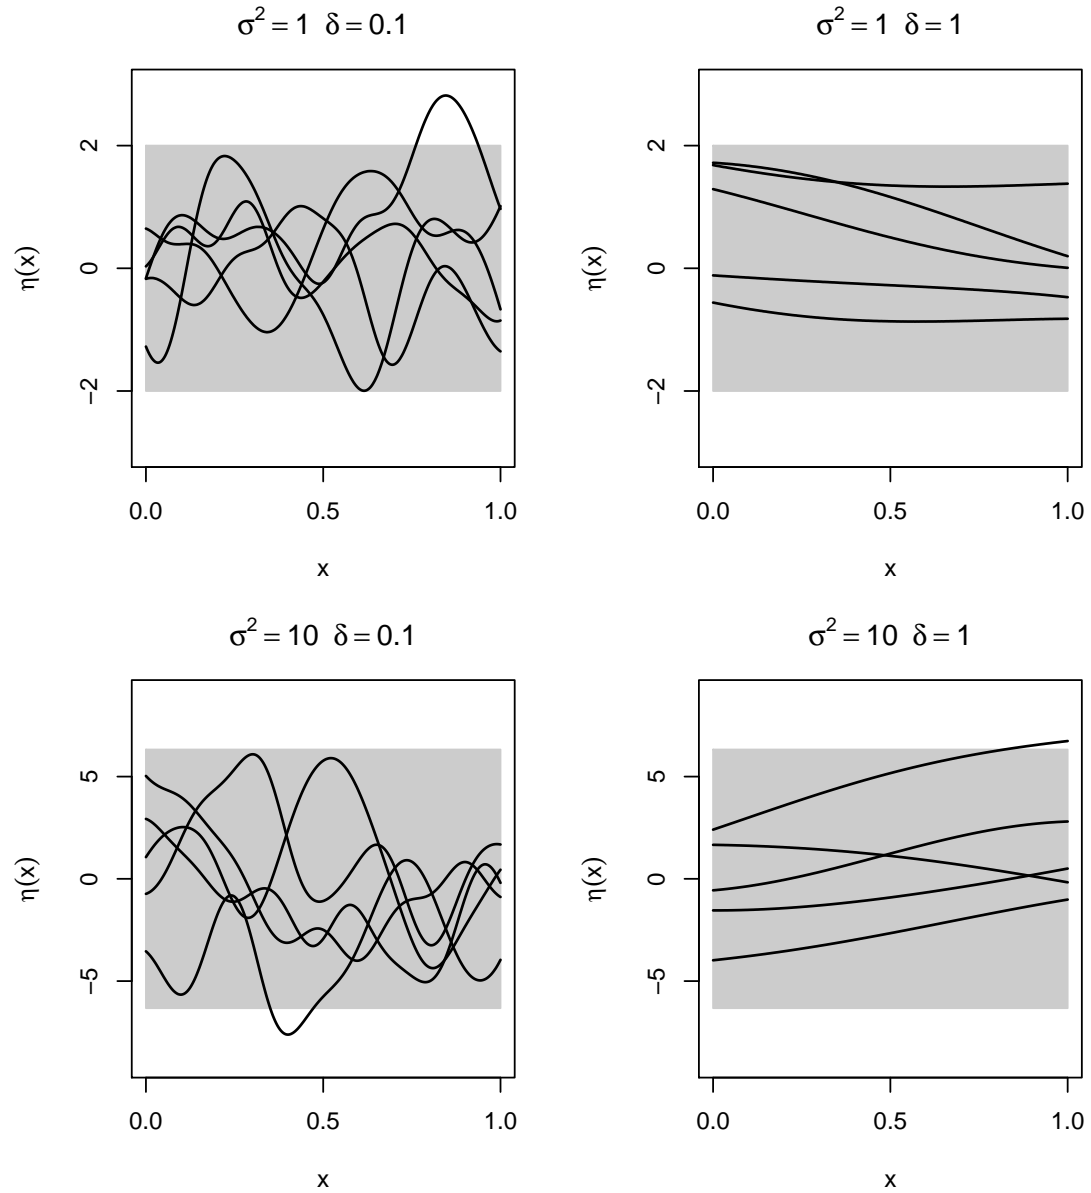 σ² = 1 δ = 0.1
η(x)
2
0
−2
0.0 0.5 1.0
x
σ² = 1 δ = 1
η(x)
2
0
−2
0.0 0.5 1.0
x
σ² = 10 δ = 0.1
η(x)
5
0
−5
0.0 0.5 1.0
x
σ² = 10 δ = 1
η(x)
5
0
−5
0.0 0.5 1.0
x